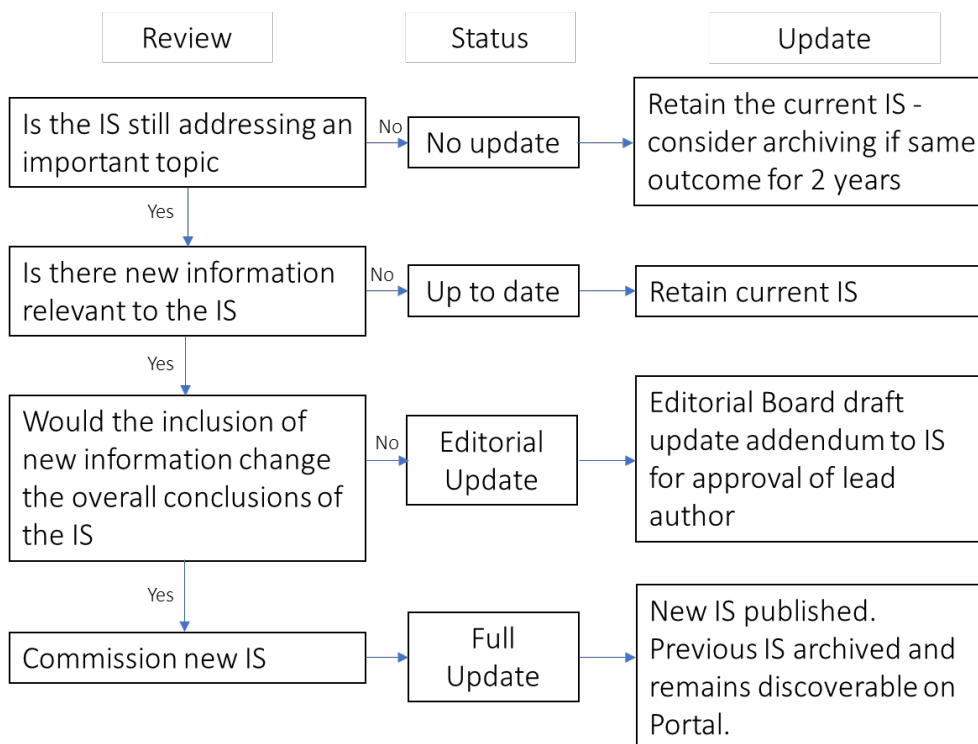 Review
Status
Update
Is the IS still addressing an
important topic
No
No update
Retain the current IS -
consider archiving if same
outcome for 2 years
Yes
Is there new information
relevant to the IS
No
Up to date
Retain current IS
Yes
Would the inclusion of
new information change
the overall conclusions of
the IS
No
Editorial
Update
Editorial Board draft
update addendum to IS
for approval of lead
author
Yes
Commission new IS
Full
Update
New IS published.
Previous IS archived and
remains discoverable on
Portal.